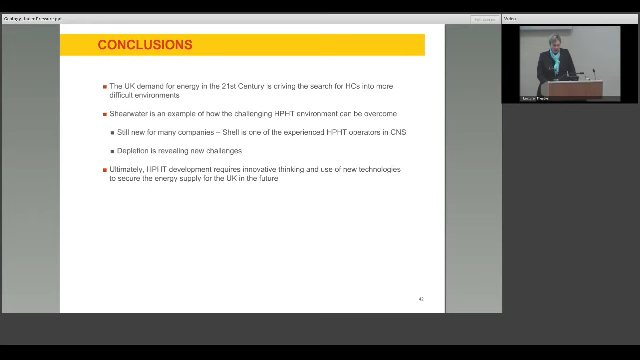 Video
CONCLUSIONS
The UK demand for energy in the 21st Century is driving the search for HCs into more
difficult environments
Shearwater is an example of how the challenging HPHT environment can be overcome
Still new for many companies – Shell is one of the experienced HPHT operators in CNS
Depletion is revealing new challenges
Ultimately, HPHT development requires innovative thinking and use of new technologies
to secure the energy supply for the UK in the future
42